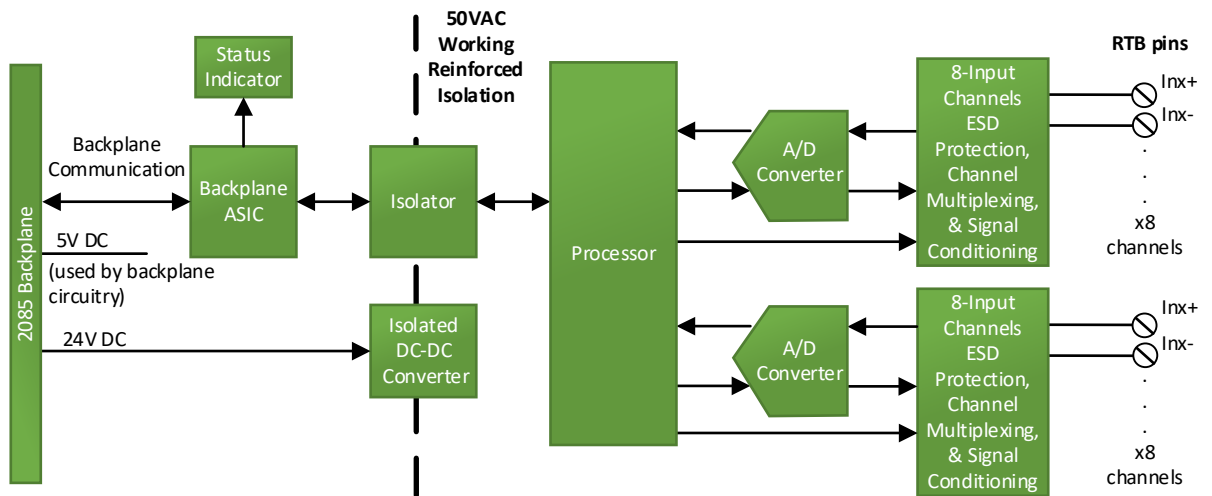 50VAC
Working
Reinforced
Isolation
RTB pins
Status
Indicator
2085 Backplane
Backplane
Communication
Backplane
ASIC
Isolator
5V DC
(used by backplane
circuitry)
24V DC
Isolated
DC-DC
Converter
Processor
A/D
Converter
8-Input
Channels
ESD
Protection,
Channel
Multiplexing,
& Signal
Conditioning
Inx+
Inx-
.
.
.
x8
channels
A/D
Converter
8-Input
Channels
ESD
Protection,
Channel
Multiplexing,
& Signal
Conditioning
Inx+
Inx-
.
.
.
x8
channels